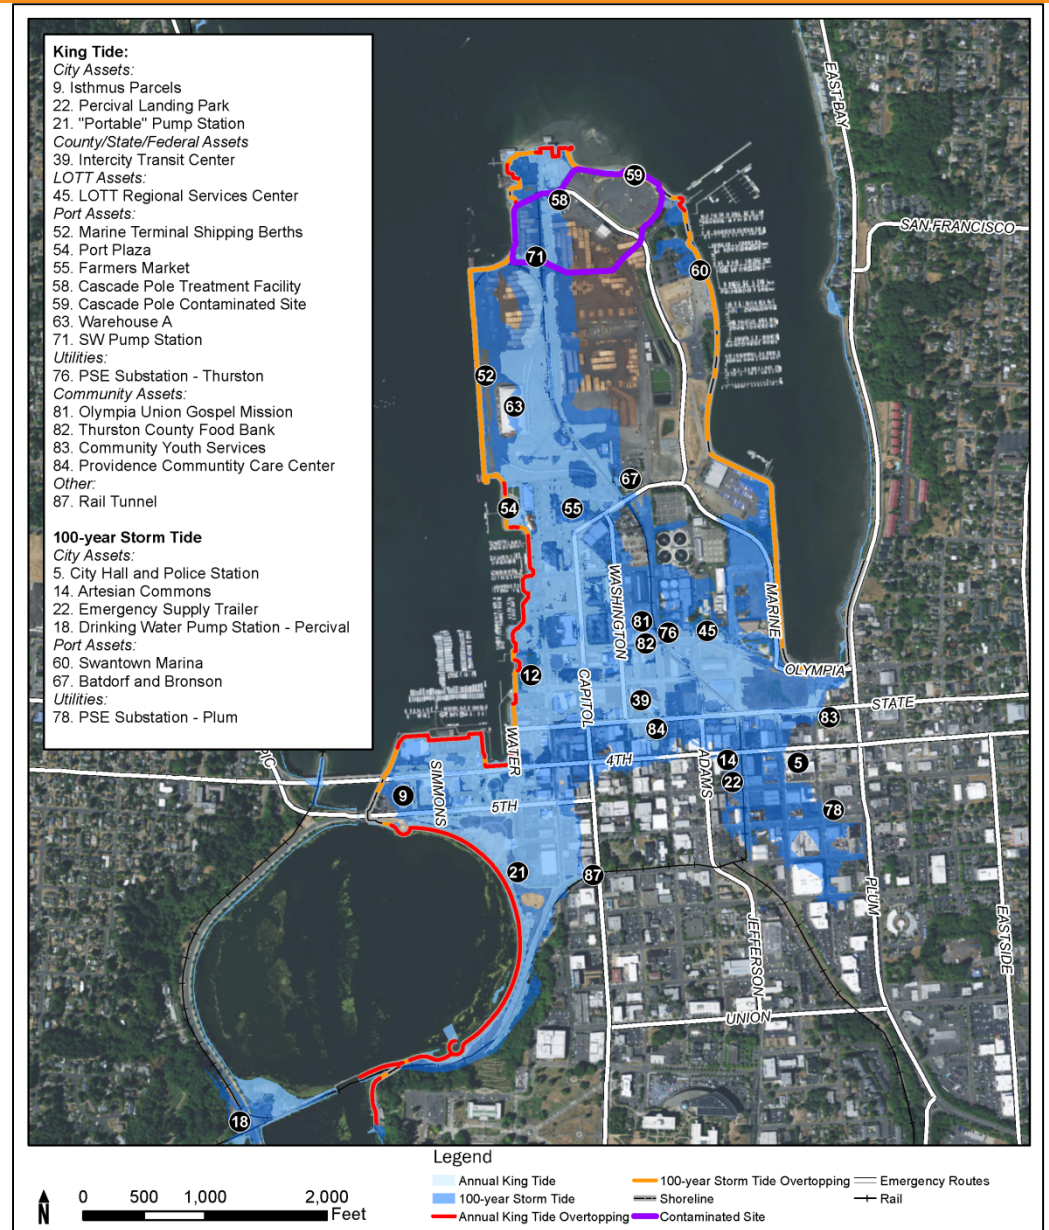 King Tide:
City Assets:
9. Isthmus Parcels
22. Percival Landing Park
21. "Portable" Pump Station
County/State/Federal Assets
39. Intercity Transit Center
LOTT Assets:
45. LOTT Regional Services Center
Port Assets:
52. Marine Terminal Shipping Berths
54. Port Plaza
55. Farmers Market
58. Cascade Pole Treatment Facility
59. Cascade Pole Contaminated Site
63. Warehouse A
71. SW Pump Station
Utilities:
76. PSE Substation - Thurston
Community Assets:
81. Olympia Union Gospel Mission
82. Thurston County Food Bank
83. Community Youth Services
84. Providence Communtity Care Center
Other:
87. Rail Tunnel
100-year Storm Tide
City Assets:
5. City Hall and Police Station
14. Artesian Commons
22. Emergency Supply Trailer
18. Drinking Water Pump Station - Percival
Port Assets:
60. Swantown Marina
67. Batdorf and Bronson
Utilities:
78. PSE Substation - Plum
EAST BAY
59
58
SAN FRANCISCO
71
60
52
63
67
54
55
WASHINGTON
MARINE
81
76
45
82
OLYMPIA
12
CAPITOL
39
STATE
83
84
WATER
4TH
ADAMS
14
5
22
SIMMONS
9
5TH
78
21
87
PLUM
JEFFERSON
EASTSIDE
UNION
18
Legend
Annual King Tide
100-year Storm Tide
Annual King Tide Overtopping
100-year Storm Tide Overtopping
Shoreline
Contaminated Site
Emergency Routes
Rail
N
0 500 1,000 2,000
Feet